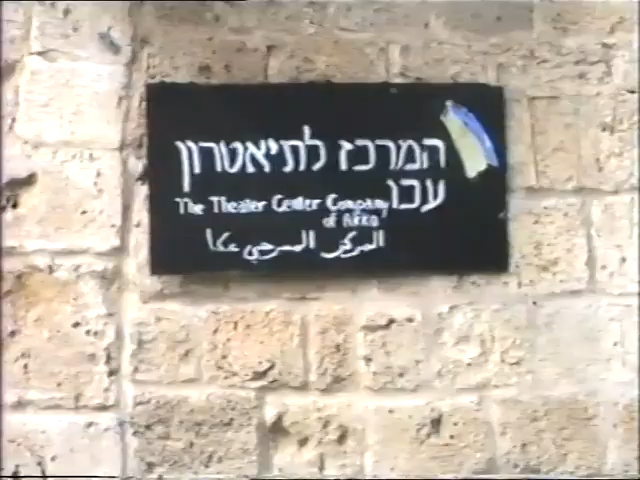 המרכז לתיאטרון
עכו
The Theater Center Company
of Akko
المركز المسرحي عكا